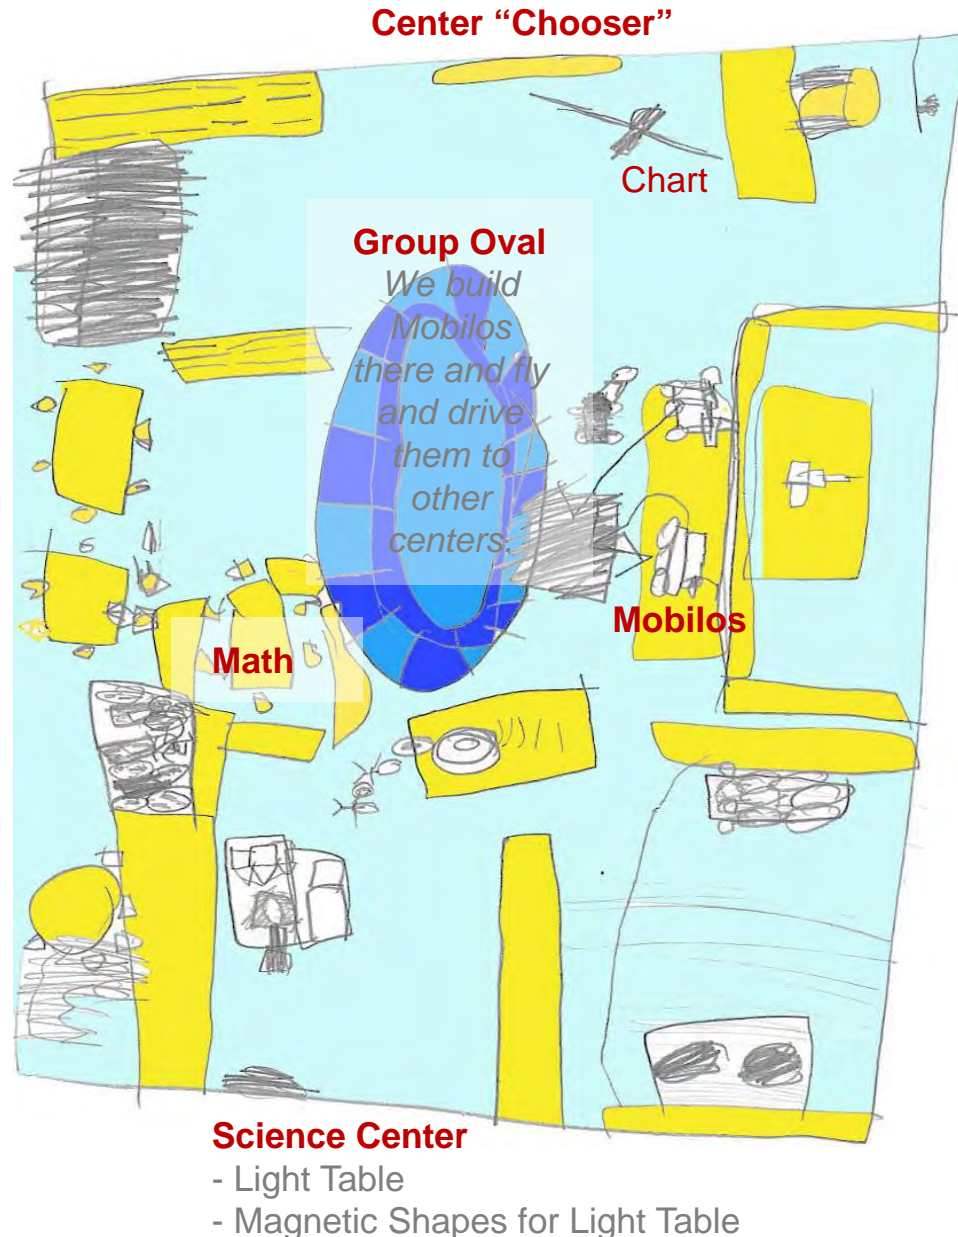 Center “Chooser”
Chart
Group Oval
We build
Mobilos
there and fly
and drive
them to
other
centers.
Mobilos
Math
Science Center
- Light Table
- Magnetic Shapes for Light Table